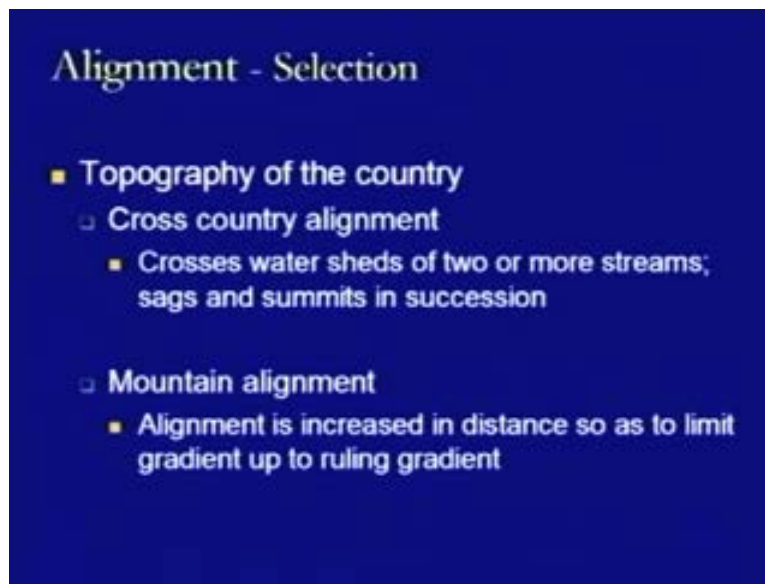 Alignment - Selection
Topography of the country
Cross country alignment
Crosses water sheds of two or more streams;
sags and summits in succession
Mountain alignment
Alignment is increased in distance so as to limit
gradient up to ruling gradient